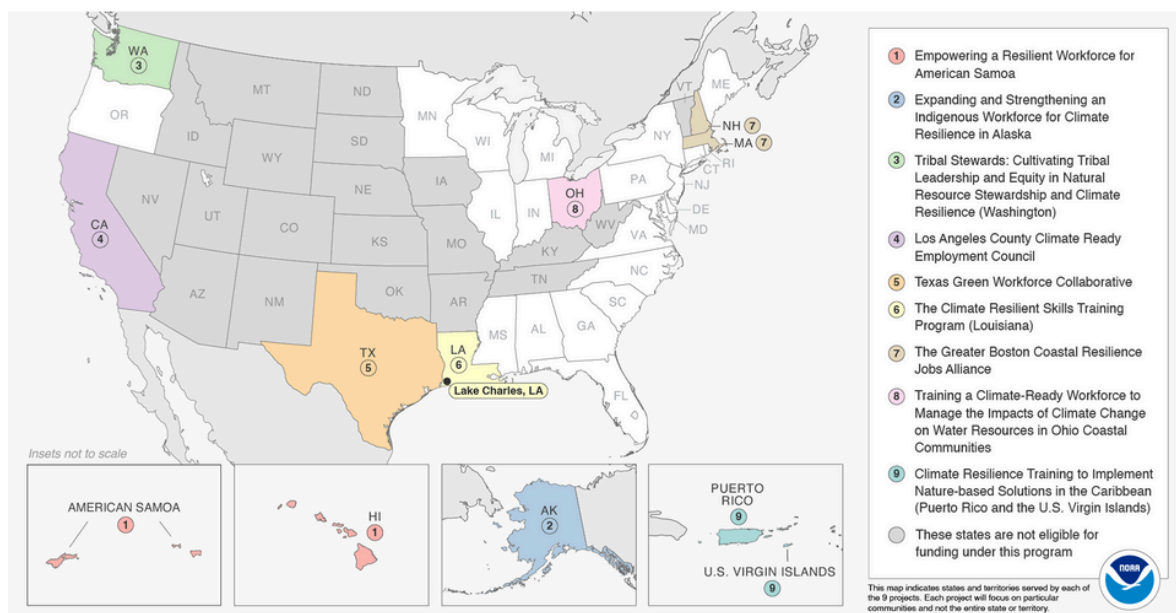 WA
3
OR
CA
4
NV
ID
MT
WY
UT
CO
AZ
NM
ND
SD
NE
KS
OK
TX
5
MN
IA
MO
AR
LA
6
Lake Charles, LA
WI
IL
MI
IN
OH
8
KY
TN
MS
AL
GA
FL
SC
NC
VA
WV
PA
NY
VT
ME
NH 7
MA 7
RI
CT
NJ
DE
MD
Insets not to scale
AMERICAN SAMOA
1
HI
1
AK
2
PUERTO
RICO
9
U.S. VIRGIN ISLANDS
9
1 Empowering a Resilient Workforce for
American Samoa
2 Expanding and Strengthening an
Indigenous Workforce for Climate
Resilience in Alaska
3 Tribal Stewards: Cultivating Tribal
Leadership and Equity in Natural
Resource Stewardship and Climate
Resilience (Washington)
4 Los Angeles County Climate Ready
Employment Council
5 Texas Green Workforce Collaborative
6 The Climate Resilient Skills Training
Program (Louisiana)
7 The Greater Boston Coastal Resilience
Jobs Alliance
8 Training a Climate-Ready Workforce to
Manage the Impacts of Climate Change
on Water Resources in Ohio Coastal
Communities
9 Climate Resilience Training to Implement
Nature-based Solutions in the Caribbean
(Puerto Rico and the U.S. Virgin Islands)
These states are not eligible for
funding under this program
This map indicates states and territories served by each of
the 9 projects. Each project will focus on particular
communities and not the entire state or territory.
NOAA